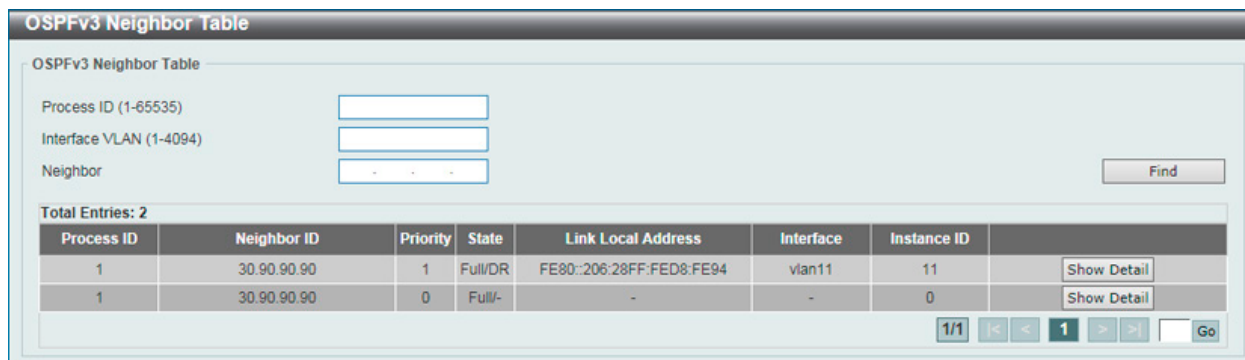 OSPFv3 Neighbor Table
OSPFv3 Neighbor Table
Process ID (1-65535)
Interface VLAN (1-4094)
Neighbor . . . Find
Total Entries: 2
Process ID Neighbor ID Priority State Link Local Address Interface Instance ID
1 30.90.90.90 1 Full/DR FE80::206:28FF:FED8:FE94 vlan11 11 Show Detail
1 30.90.90.90 0 Full/- - - 0 Show Detail
1/1 |< < 1 > >| Go